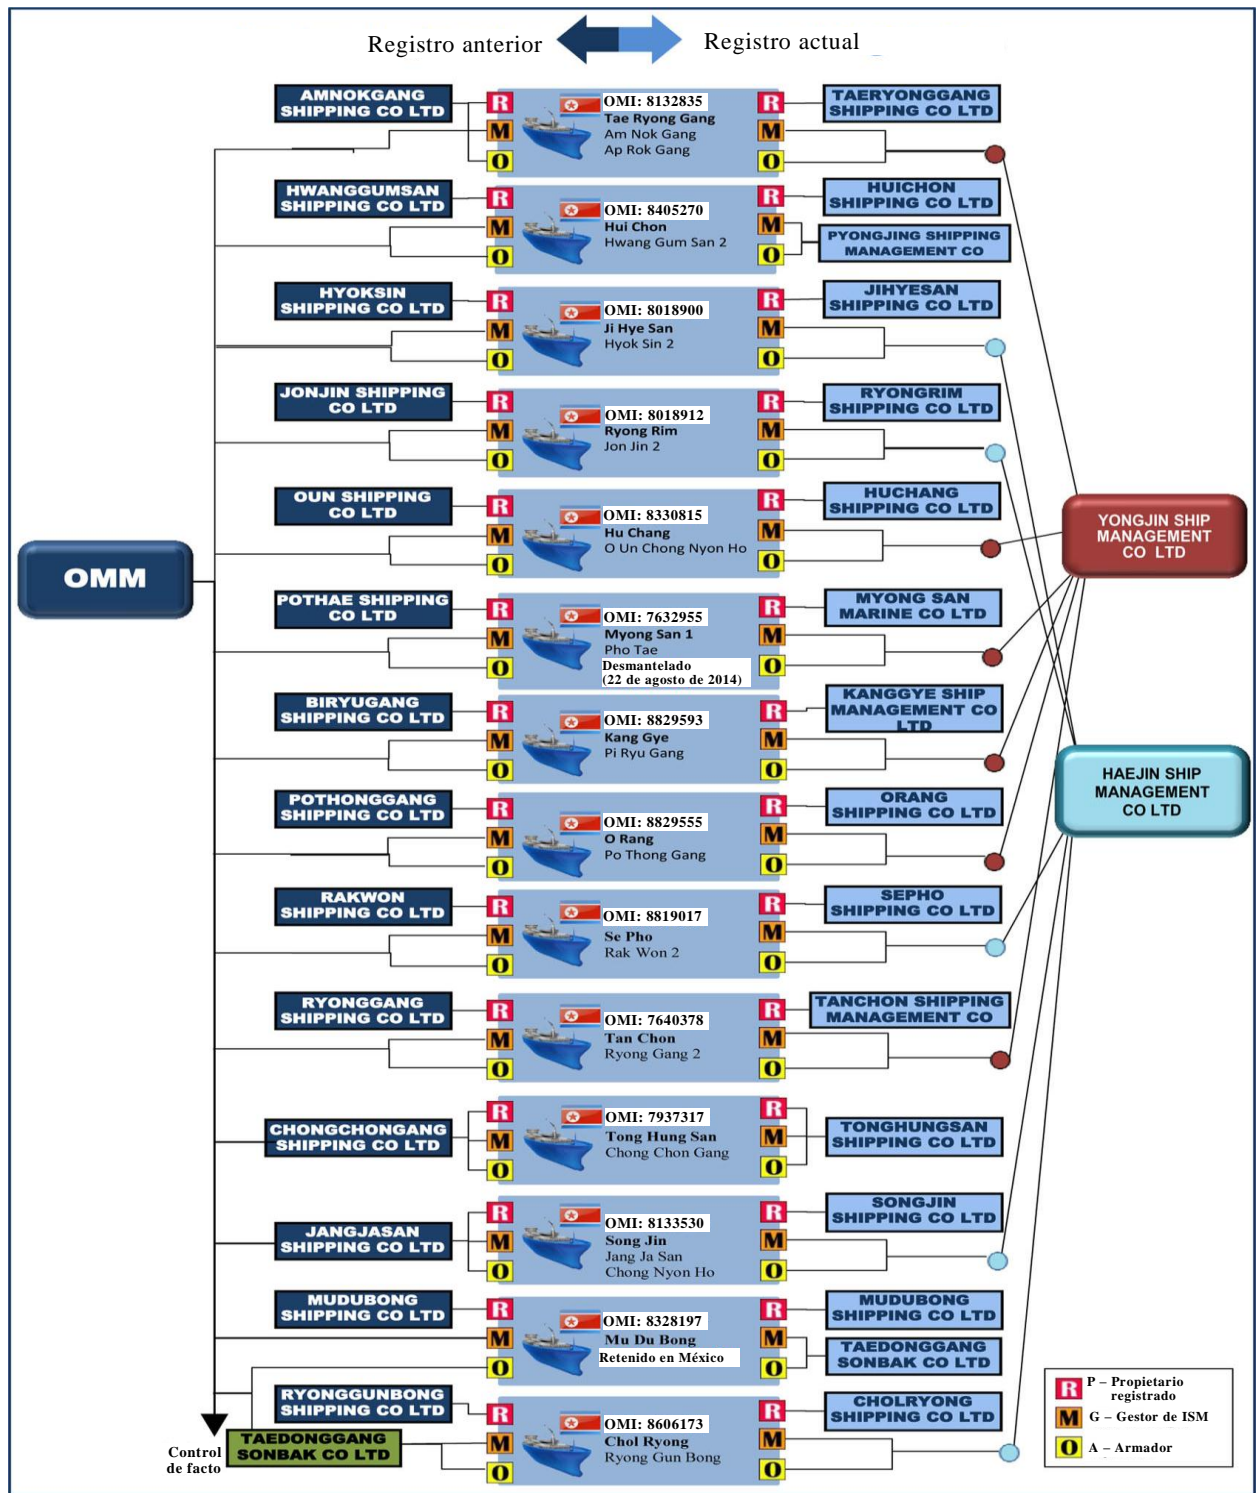 Registro anterior
Registro actual
AMNOKGANG
SHIPPING CO LTD
R
M
O
OMI: 8132835
Tae Ryong Gang
Am Nok Gang
Ap Rok Gang
R
M
O
TAERYONGGANG
SHIPPING CO LTD
HWANGGUMSAN
SHIPPING CO LTD
R
M
O
OMI: 8405270
Hui Chon
Hwang Gum San 2
R
M
O
HUICHON
SHIPPING CO LTD
PYONGJING SHIPPING
MANAGEMENT CO
HYOKSIN
SHIPPING CO LTD
R
M
O
OMI: 8018900
Ji Hye San
Hyok Sin 2
R
M
O
JIHYESAN
SHIPPING CO LTD
JONJIN SHIPPING
CO LTD
R
M
O
OMI: 8018912
Ryong Rim
Jon Jin 2
R
M
O
RYONGRIM
SHIPPING CO LTD
OUN SHIPPING
CO LTD
R
M
O
OMI: 8330815
Hu Chang
O Un Chong Nyon Ho
R
M
O
HUCHANG
SHIPPING CO LTD
YONGJIN SHIP
MANAGEMENT
CO LTD
OMM
POTHAE SHIPPING
CO LTD
R
M
O
OMI: 7632955
Myong San 1
Pho Tae
Desmantelado
(22 de agosto de 2014)
R
M
O
MYONG SAN
MARINE CO LTD
BIRYUGANG
SHIPPING CO LTD
R
M
O
OMI: 8829593
Kang Gye
Pi Ryu Gang
R
M
O
KANGGYE SHIP
MANAGEMENT CO
LTD
HAEJIN SHIP
MANAGEMENT
CO LTD
POTHONGGANG
SHIPPING CO LTD
R
M
O
OMI: 8829555
O Rang
Po Thong Gang
R
M
O
ORANG
SHIPPING CO LTD
RAKWON
SHIPPING CO LTD
R
M
O
OMI: 8819017
Se Pho
Rak Won 2
R
M
O
SEPHO
SHIPPING CO LTD
RYONGGANG
SHIPPING CO LTD
R
M
O
OMI: 7640378
Tan Chon
Ryong Gang 2
R
M
O
TANCHON SHIPPING
MANAGEMENT CO
CHONGCHONGANG
SHIPPING CO LTD
R
M
O
OMI: 7937317
Tong Hung San
Chong Chon Gang
R
M
O
TONGHUNGSAN
SHIPPING CO LTD
JANGJASAN
SHIPPING CO LTD
R
M
O
OMI: 8133530
Song Jin
Jang Ja San
Chong Nyon Ho
R
M
O
SONGJIN
SHIPPING CO LTD
MUDUBONG
SHIPPING CO LTD
R
M
O
OMI: 8328197
Mu Du Bong
Retenido en México
R
M
O
MUDUBONG
SHIPPING CO LTD
TAEDONGGANG
SONBAK CO LTD
RYONGGUNBONG
SHIPPING CO LTD
TAEDONGGANG
SONBAK CO LTD
R
M
O
OMI: 8606173
Chol Ryong
Ryong Gun Bong
R
M
O
CHOLRYONG
SHIPPING CO LTD
Control
de facto
R P – Propietario
registrado
M G – Gestor de ISM
O A – Armador